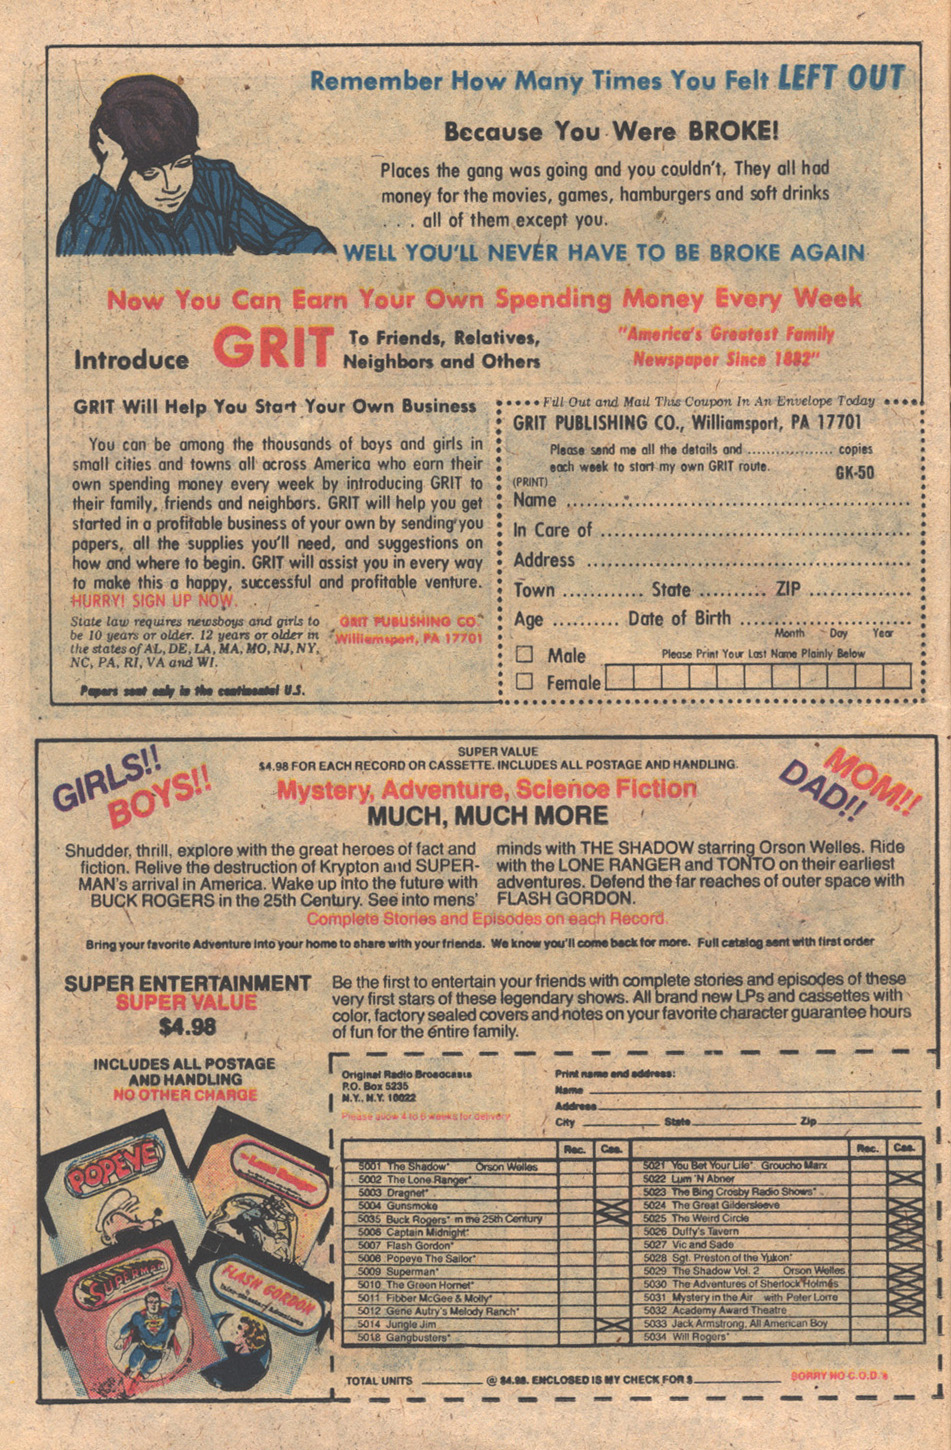 Remember How Many Times You Felt LEFT OUT
Because You Were BROKE!
Places the gang was going and you couldn't. They all had
money for the movies, games, hamburgers and soft drinks
. . . all of them except you.
WELL YOU'LL NEVER HAVE TO BE BROKE AGAIN
Now You Can Earn Your Own Spending Money Every Week
Introduce GRIT To Friends, Relatives,
Neighbors and Others
"America's Greatest Family
Newspaper Since 1882"
GRIT Will Help You Start Your Own Business
You can be among the thousands of boys and girls in
small cities and towns all across America who earn their
own spending money every week by introducing GRIT to
their family, friends and neighbors. GRIT will help you get
started in a profitable business of your own by sending you
papers, all the supplies you'll need, and suggestions on
how and where to begin. GRIT will assist you in every way
to make this a happy, successful and profitable venture.
HURRY! SIGN UP NOW.
State law requires newsboys and girls to
be 10 years or older. 12 years or older in
the states of AL, DE, LA, MA, MO, NJ, NY,
NC, PA, RI, VA and WI.
GRIT PUBLISHING CO.
Williamsport, PA 17701
Papers sent only in the continental U.S.
Fill Out and Mail This Coupon In An Envelope Today
GRIT PUBLISHING CO., Williamsport, PA 17701
Please send me all the details and .................. copies
each week to start my own GRIT route.
GK-50
(PRINT)
Name
In Care of
Address
Town ........... State ......... ZIP
Age .......... Date of Birth
Month Day Year
Male
Please Print Your Last Name Plainly Below
Female
GIRLS!!
BOYS!!
SUPER VALUE
$4.98 FOR EACH RECORD OR CASSETTE. INCLUDES ALL POSTAGE AND HANDLING.
Mystery, Adventure, Science Fiction
MUCH, MUCH MORE
MOM!!
DAD!!
Shudder, thrill, explore with the great heroes of fact and
fiction. Relive the destruction of Krypton and SUPER-
MAN's arrival in America. Wake up into the future with
BUCK ROGERS in the 25th Century. See into mens'
minds with THE SHADOW starring Orson Welles. Ride
with the LONE RANGER and TONTO on their earliest
adventures. Defend the far reaches of outer space with
FLASH GORDON.
Complete Stories and Episodes on each Record.
Bring your favorite Adventure into your home to share with your friends. We know you'll come back for more. Full catalog sent with first order
SUPER ENTERTAINMENT
SUPER VALUE
$4.98
INCLUDES ALL POSTAGE
AND HANDLING
NO OTHER CHARGE
Be the first to entertain your friends with complete stories and episodes of these
very first stars of these legendary shows. All brand new LPs and cassettes with
color, factory sealed covers and notes on your favorite character guarantee hours
of fun for the entire family.
POPEYE
Lone Ranger
SUPERMAN
FLASH GORDON
Original Radio Broadcasts
P.O. Box 5235
N.Y., N.Y. 10022
Please allow 4 to 6 weeks for delivery
Print name and address:
Name
Address
City State Zip
Rec. Cas.
5001 The Shadow* Orson Welles
5002 The Lone Ranger*
5003 Dragnet*
5004 Gunsmoke
5035 Buck Rogers* in the 25th Century
5006 Captain Midnight*
5007 Flash Gordon*
5008 Popeye The Sailor*
5009 Superman*
5010 The Green Hornet*
5011 Fibber McGee & Molly*
5012 Gene Autry's Melody Ranch*
5014 Jungle Jim
5018 Gangbusters*
Rec. Cas.
5021 You Bet Your Life* Groucho Marx
5022 Lum 'N Abner
5023 The Bing Crosby Radio Shows*
5024 The Great Gildersleeve
5025 The Weird Circle
5026 Duffy's Tavern
5027 Vic and Sade
5028 Sgt. Preston of the Yukon*
5029 The Shadow Vol. 2 Orson Welles
5030 The Adventures of Sherlock Holmes
5031 Mystery in the Air with Peter Lorre
5032 Academy Award Theatre
5033 Jack Armstrong, All American Boy
5034 Will Rogers*
TOTAL UNITS @ $4.98. ENCLOSED IS MY CHECK FOR $
SORRY NO C.O.D.'s